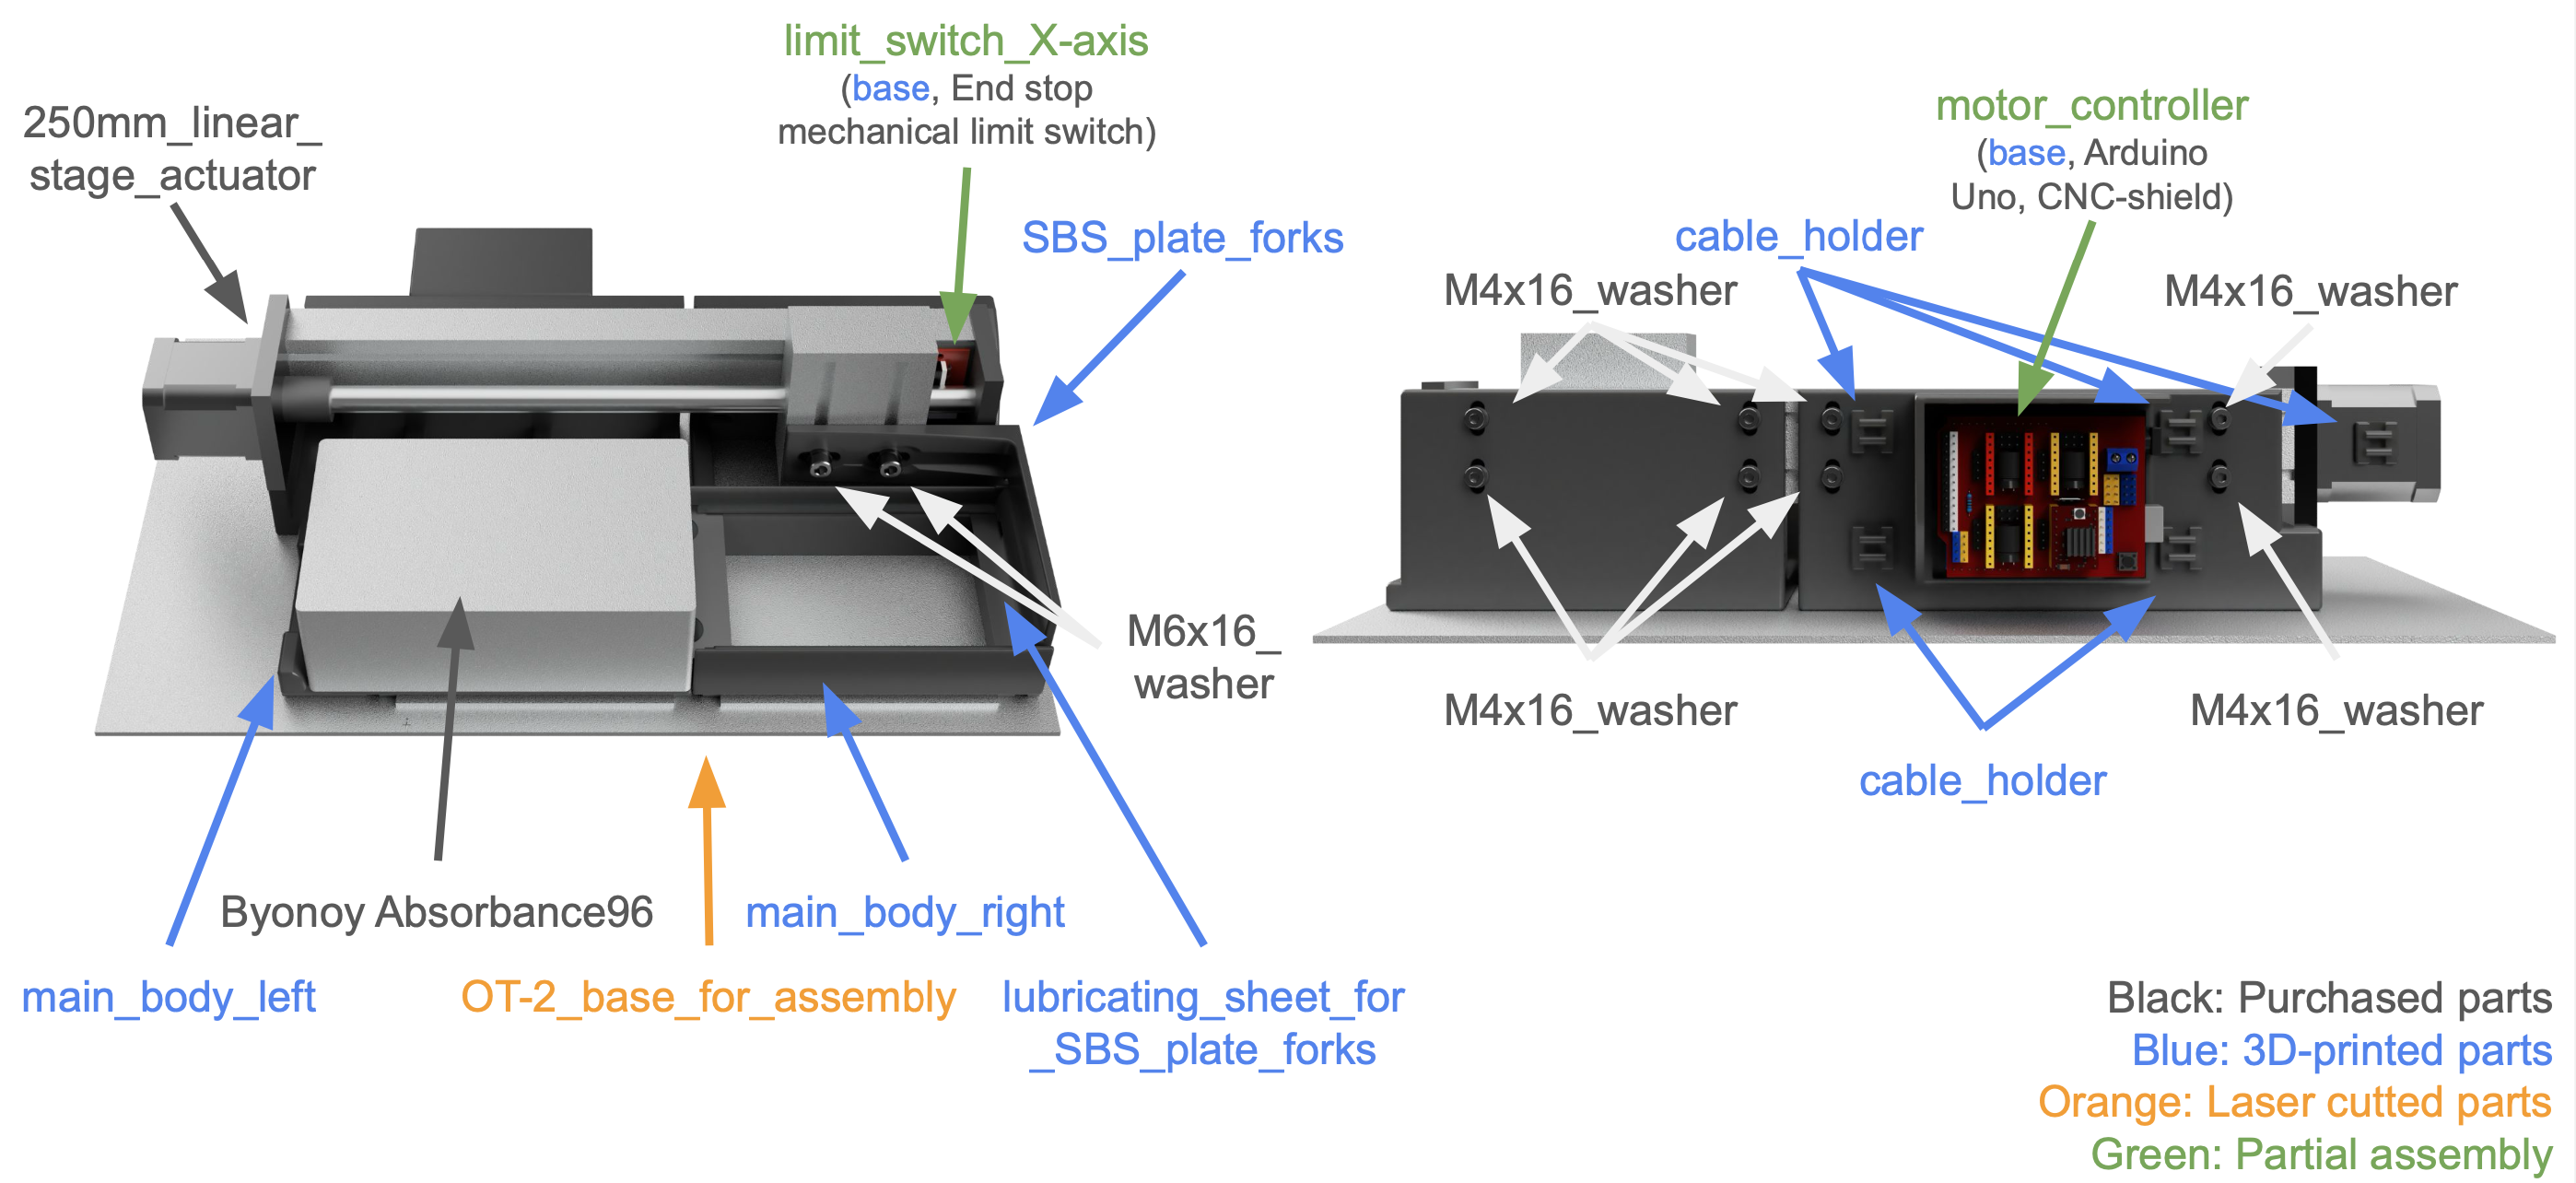 limit_switch_X-axis
(base, End stop
mechanical limit switch)
250mm_linear_
stage_actuator
SBS_plate_forks
M6x16_
washer
Byonoy Absorbance96
main_body_right
main_body_left
OT-2_base_for_assembly
lubricating_sheet_for
_SBS_plate_forks
motor_controller
(base, Arduino
Uno, CNC-shield)
cable_holder
M4x16_washer
M4x16_washer
M4x16_washer
M4x16_washer
cable_holder
Black: Purchased parts
Blue: 3D-printed parts
Orange: Laser cutted parts
Green: Partial assembly